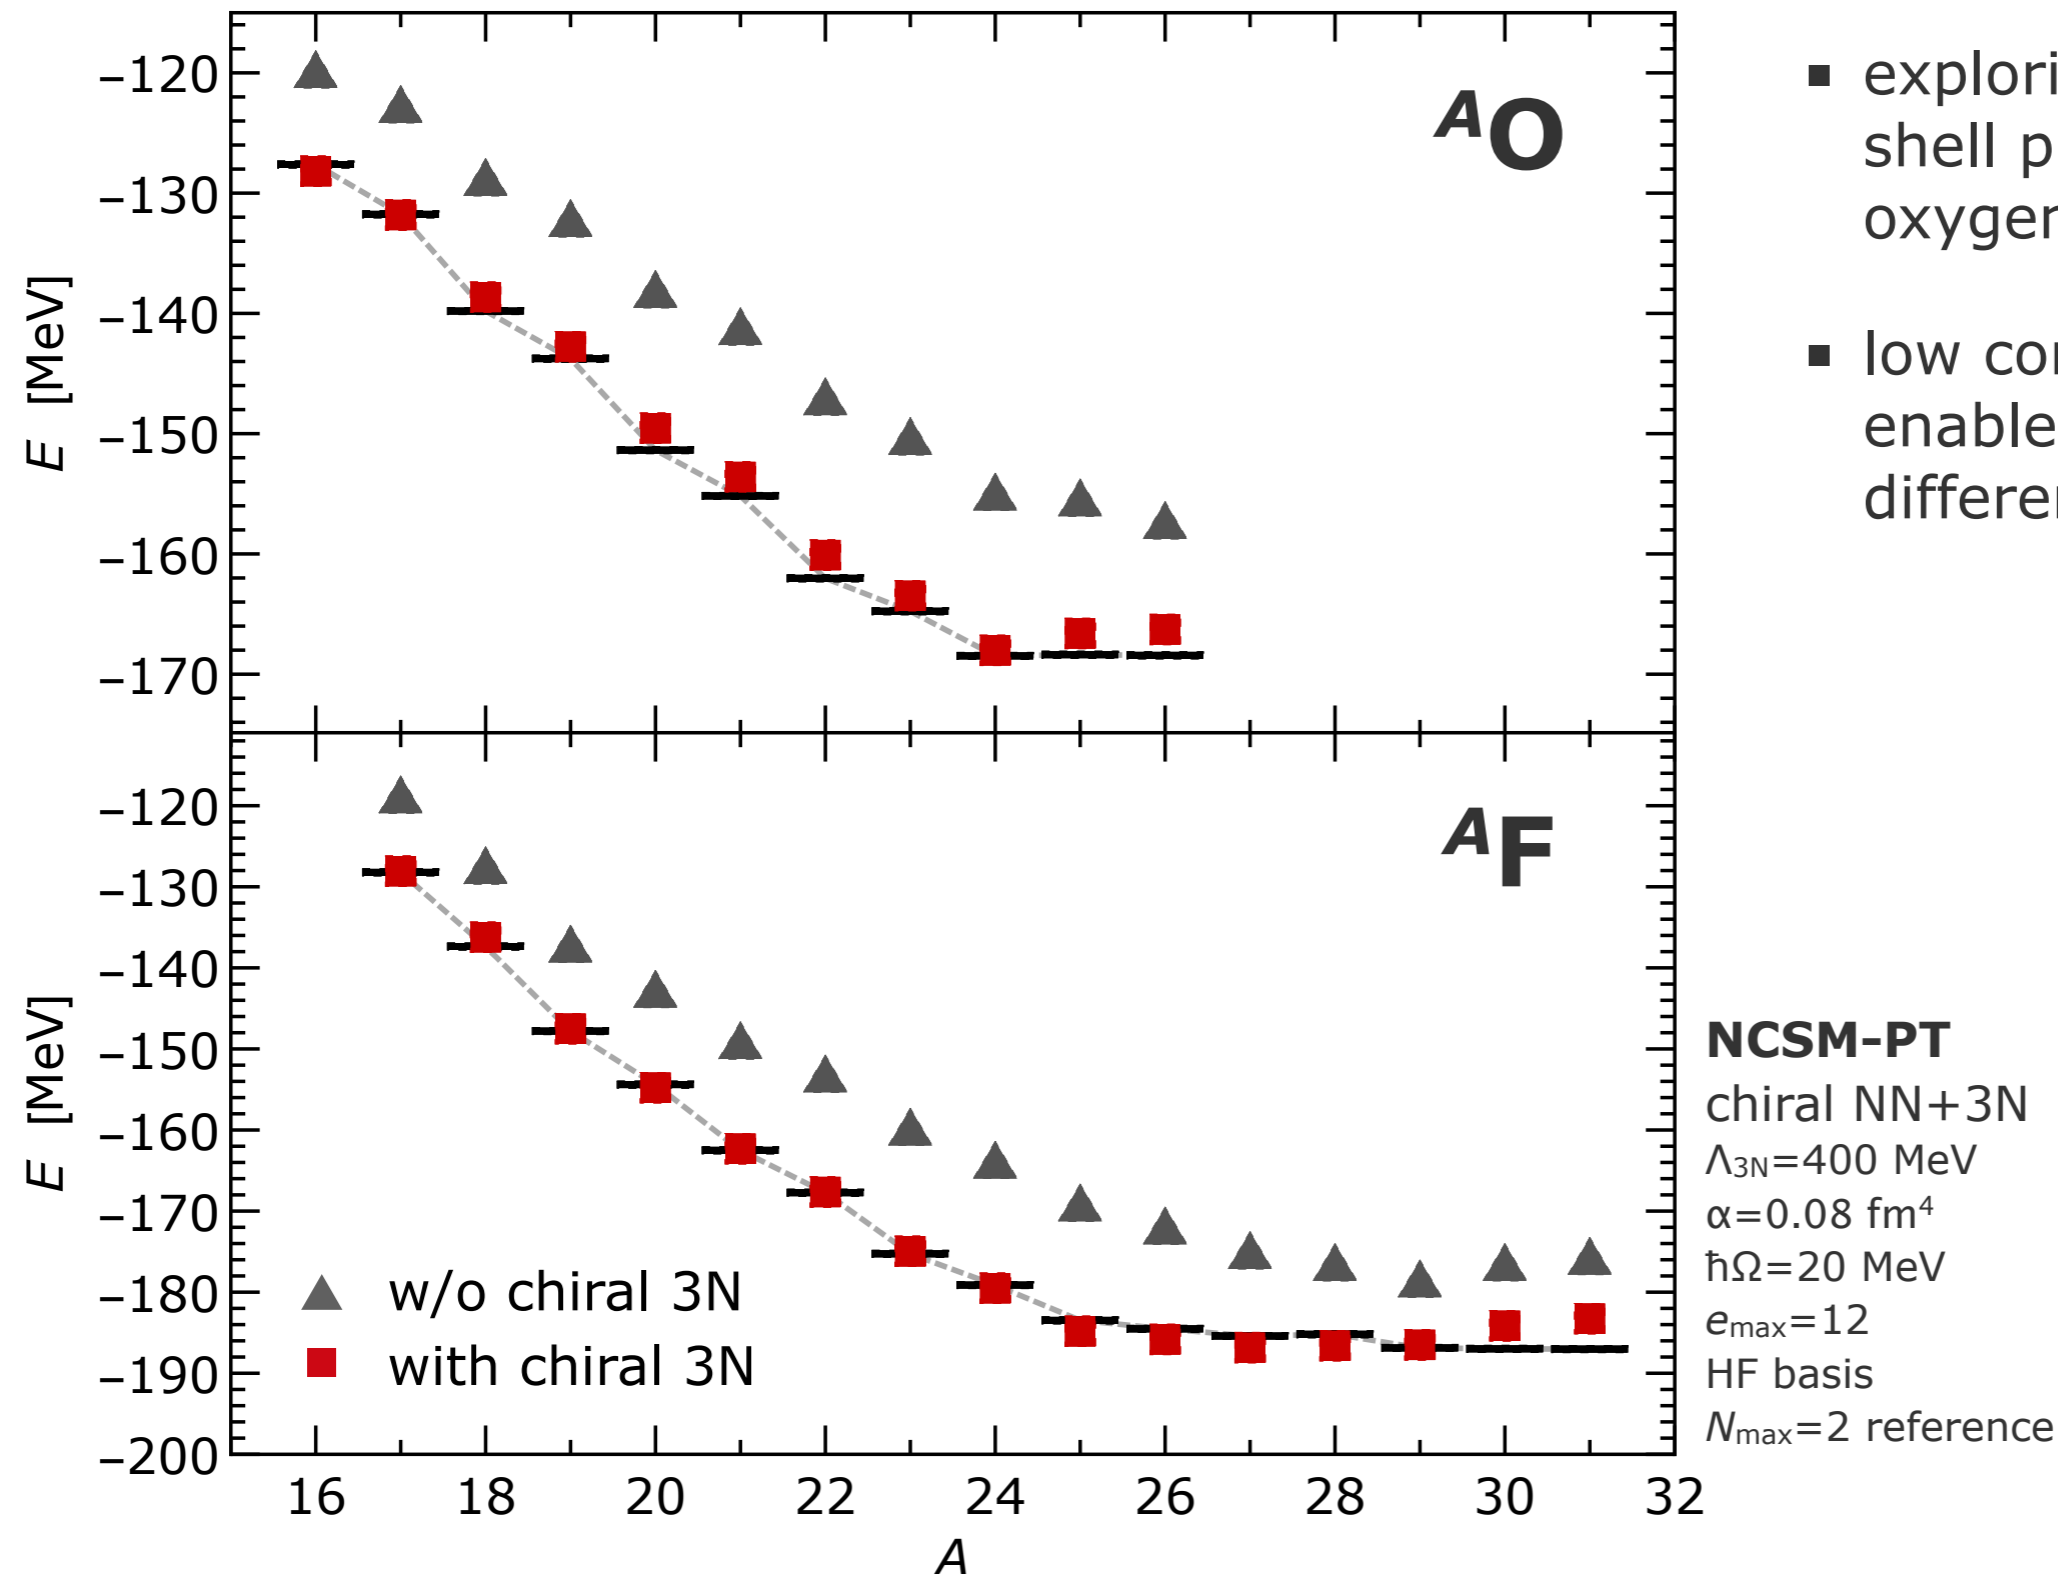 −120
−130
−140
−150
−160
−170
E [MeV]
ᴬO
−120
−130
−140
−150
−160
−170
−180
−190
−200
E [MeV]
ᴬF
w/o chiral 3N
with chiral 3N
16 18 20 22 24 26 28 30 32
A
▪ explori
shell p
oxygen
▪ low co
enable
differe
NCSM–PT
chiral NN+3N
Λ₃N=400 MeV
α=0.08 fm⁴
ħΩ=20 MeV
eₘₐₓ=12
HF basis
Nₘₐₓ=2 reference